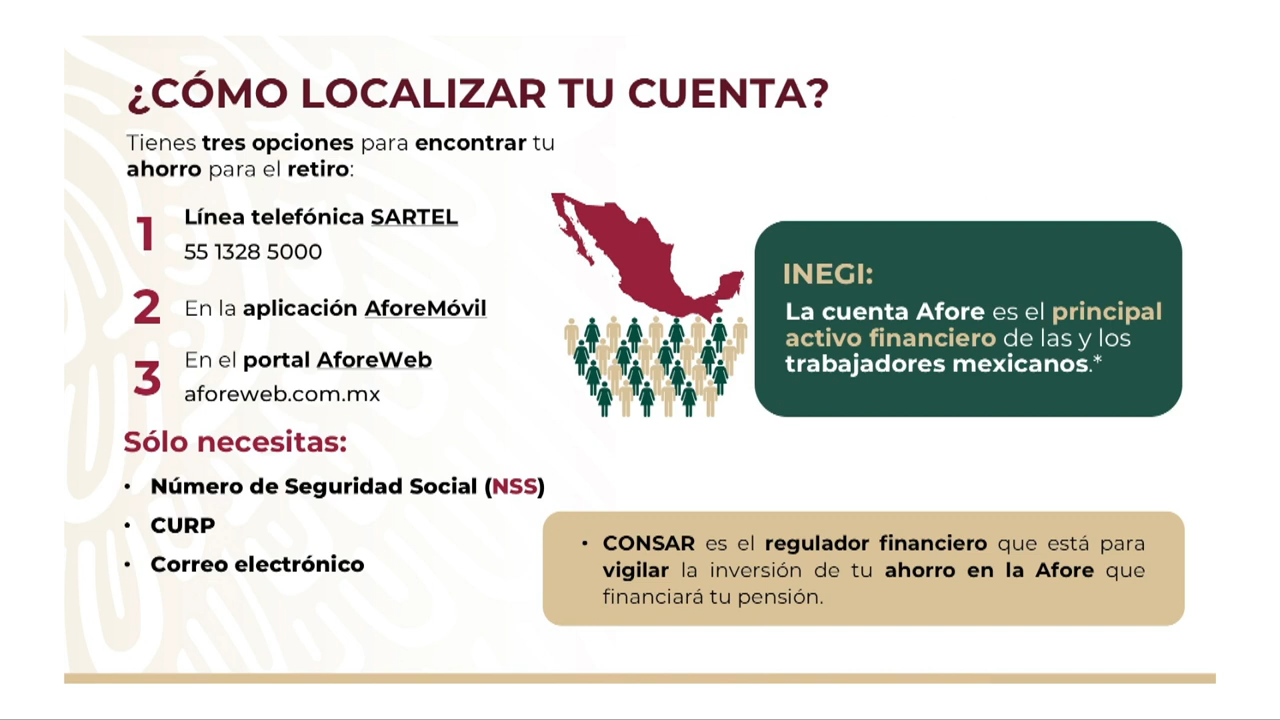 ¿CÓMO LOCALIZAR TU CUENTA?
Tienes tres opciones para encontrar tu
ahorro para el retiro:
1
Línea telefónica SARTEL
55 1328 5000
2
En la aplicación AforeMóvil
3
En el portal AforeWeb
aforeweb.com.mx
Sólo necesitas:
• Número de Seguridad Social (NSS)
• CURP
• Correo electrónico
INEGI:
La cuenta Afore es el principal
activo financiero de las y los
trabajadores mexicanos.*
• CONSAR es el regulador financiero que está para
vigilar la inversión de tu ahorro en la Afore que
financiará tu pensión.